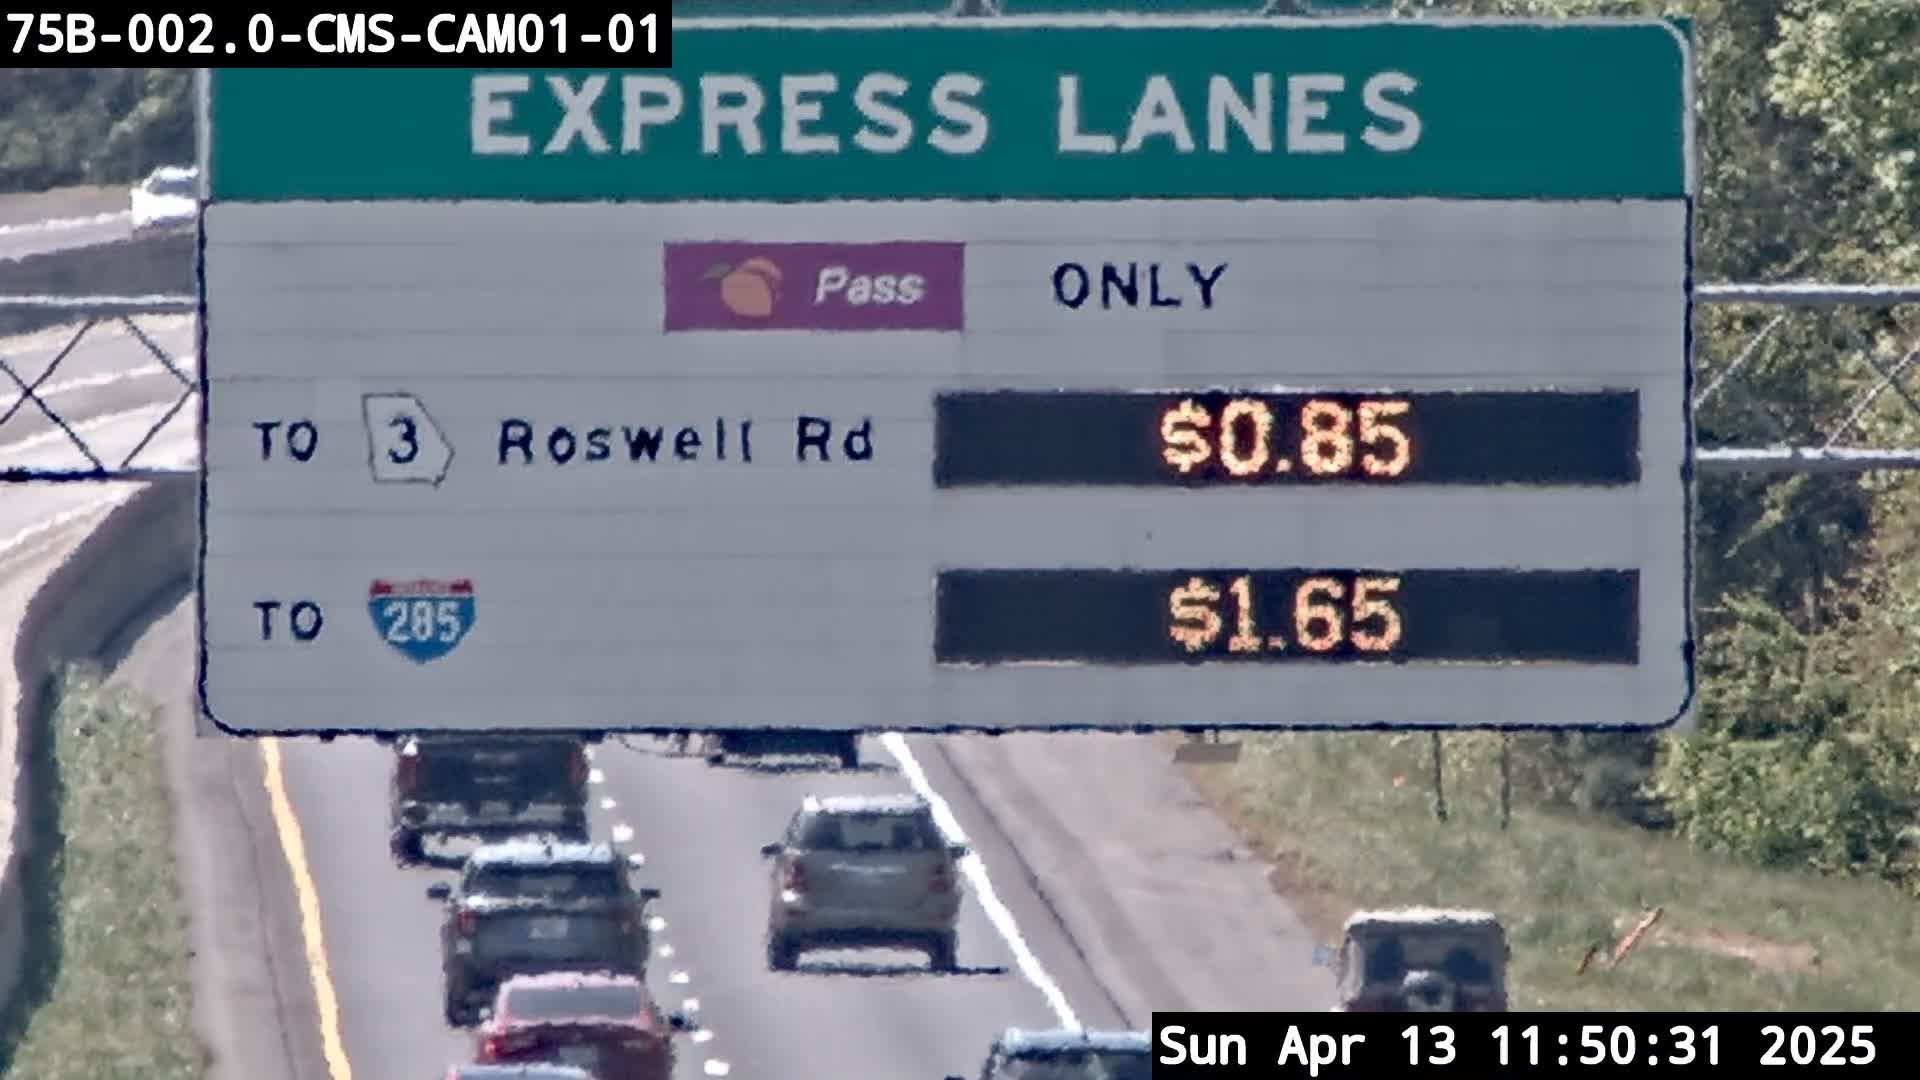 75B-002.0-CMS-CAM01-01
EXPRESS LANES
Pass ONLY
TO 3 Roswell Rd $0.85
TO 285 $1.65
Sun Apr 13 11:50:31 2025